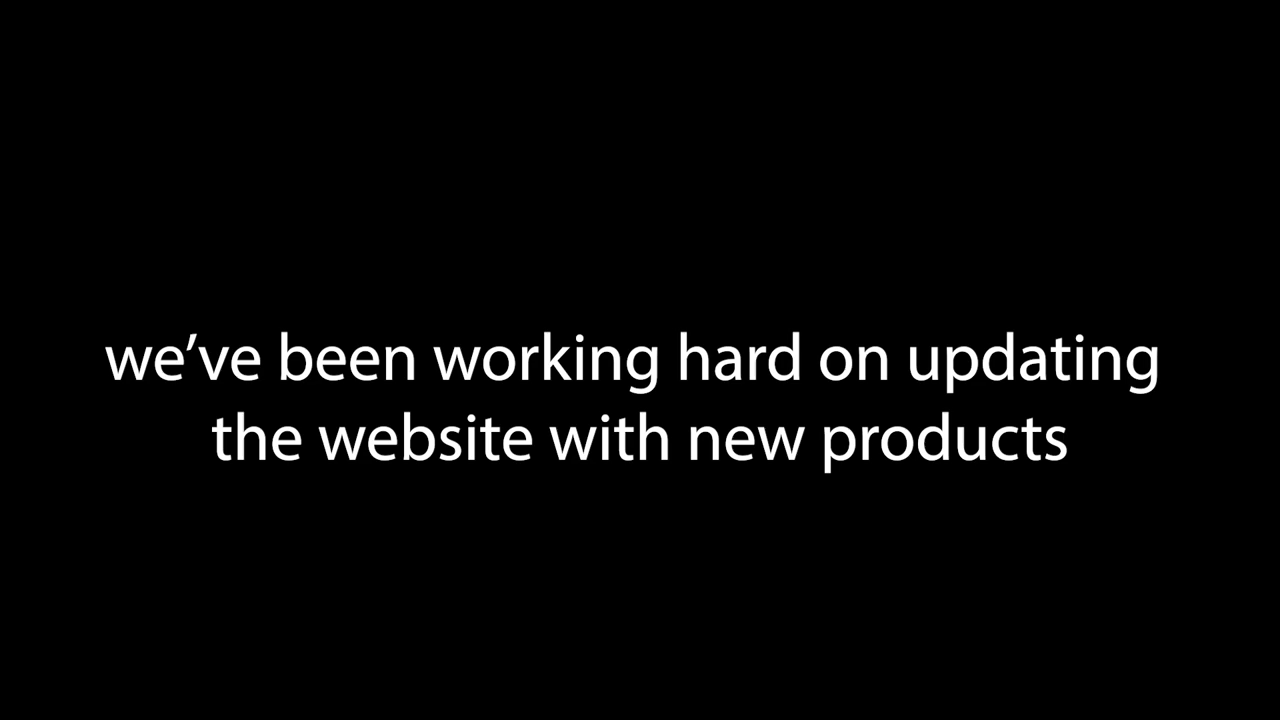 we’ve been working hard on updating
the website with new products